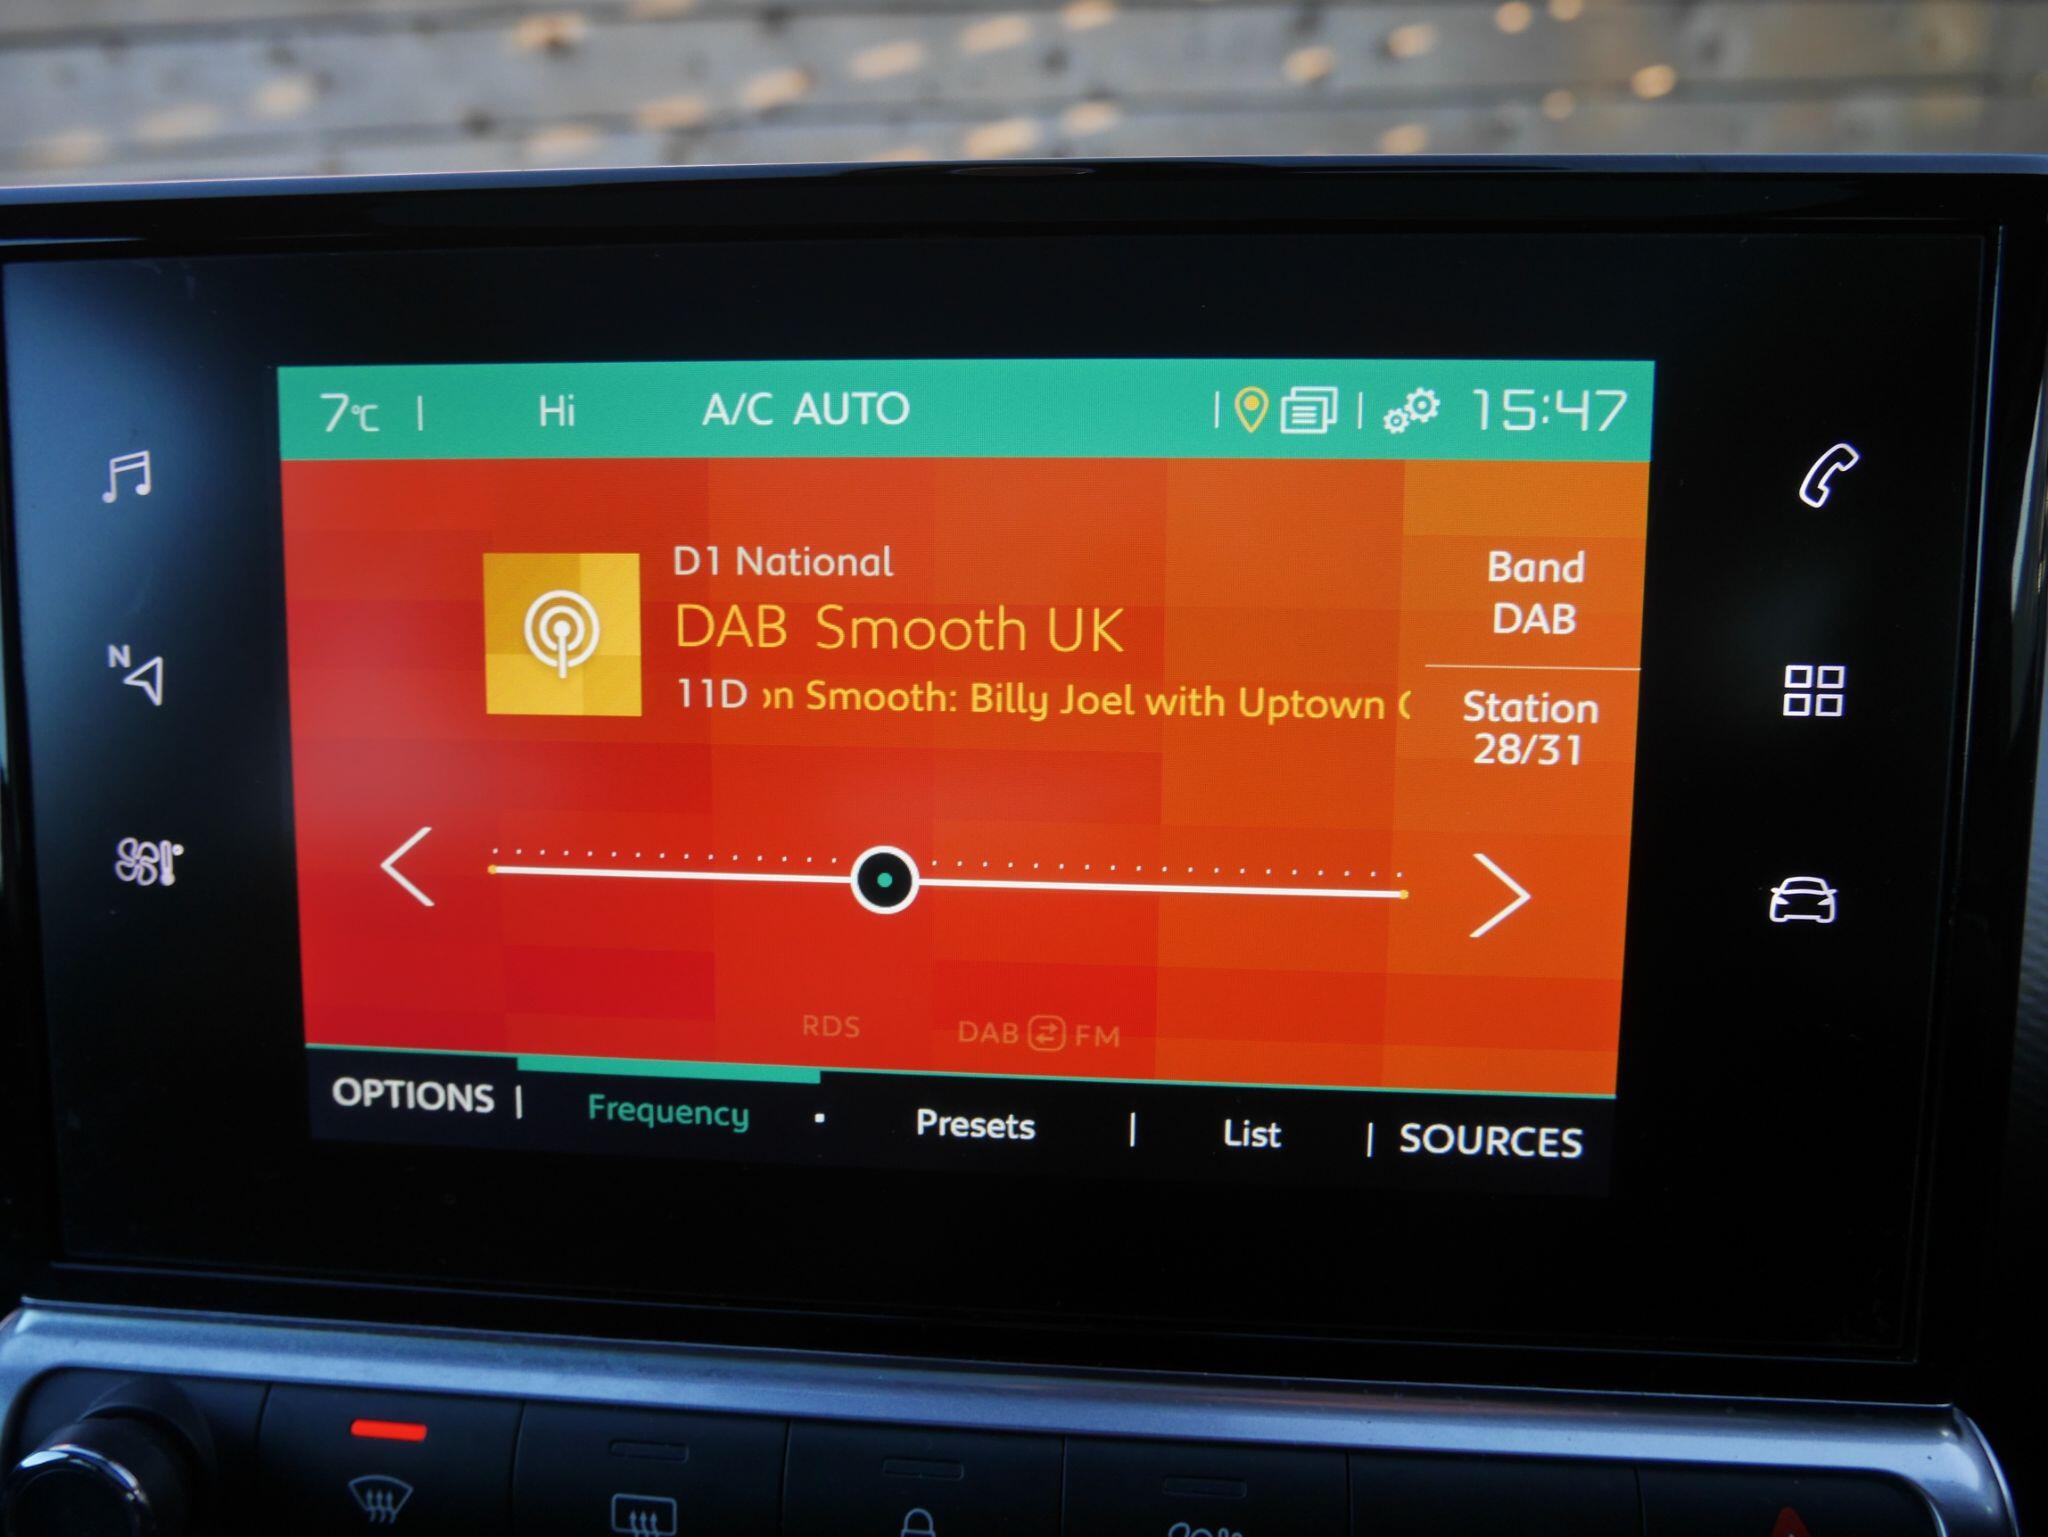 7°C | Hi A/C AUTO | | 15:47
N
D1 National
DAB Smooth UK
11D on Smooth: Billy Joel with Uptown
Band
DAB
Station
28/31
RDS DAB FM
OPTIONS | Frequency · Presets | List | SOURCES